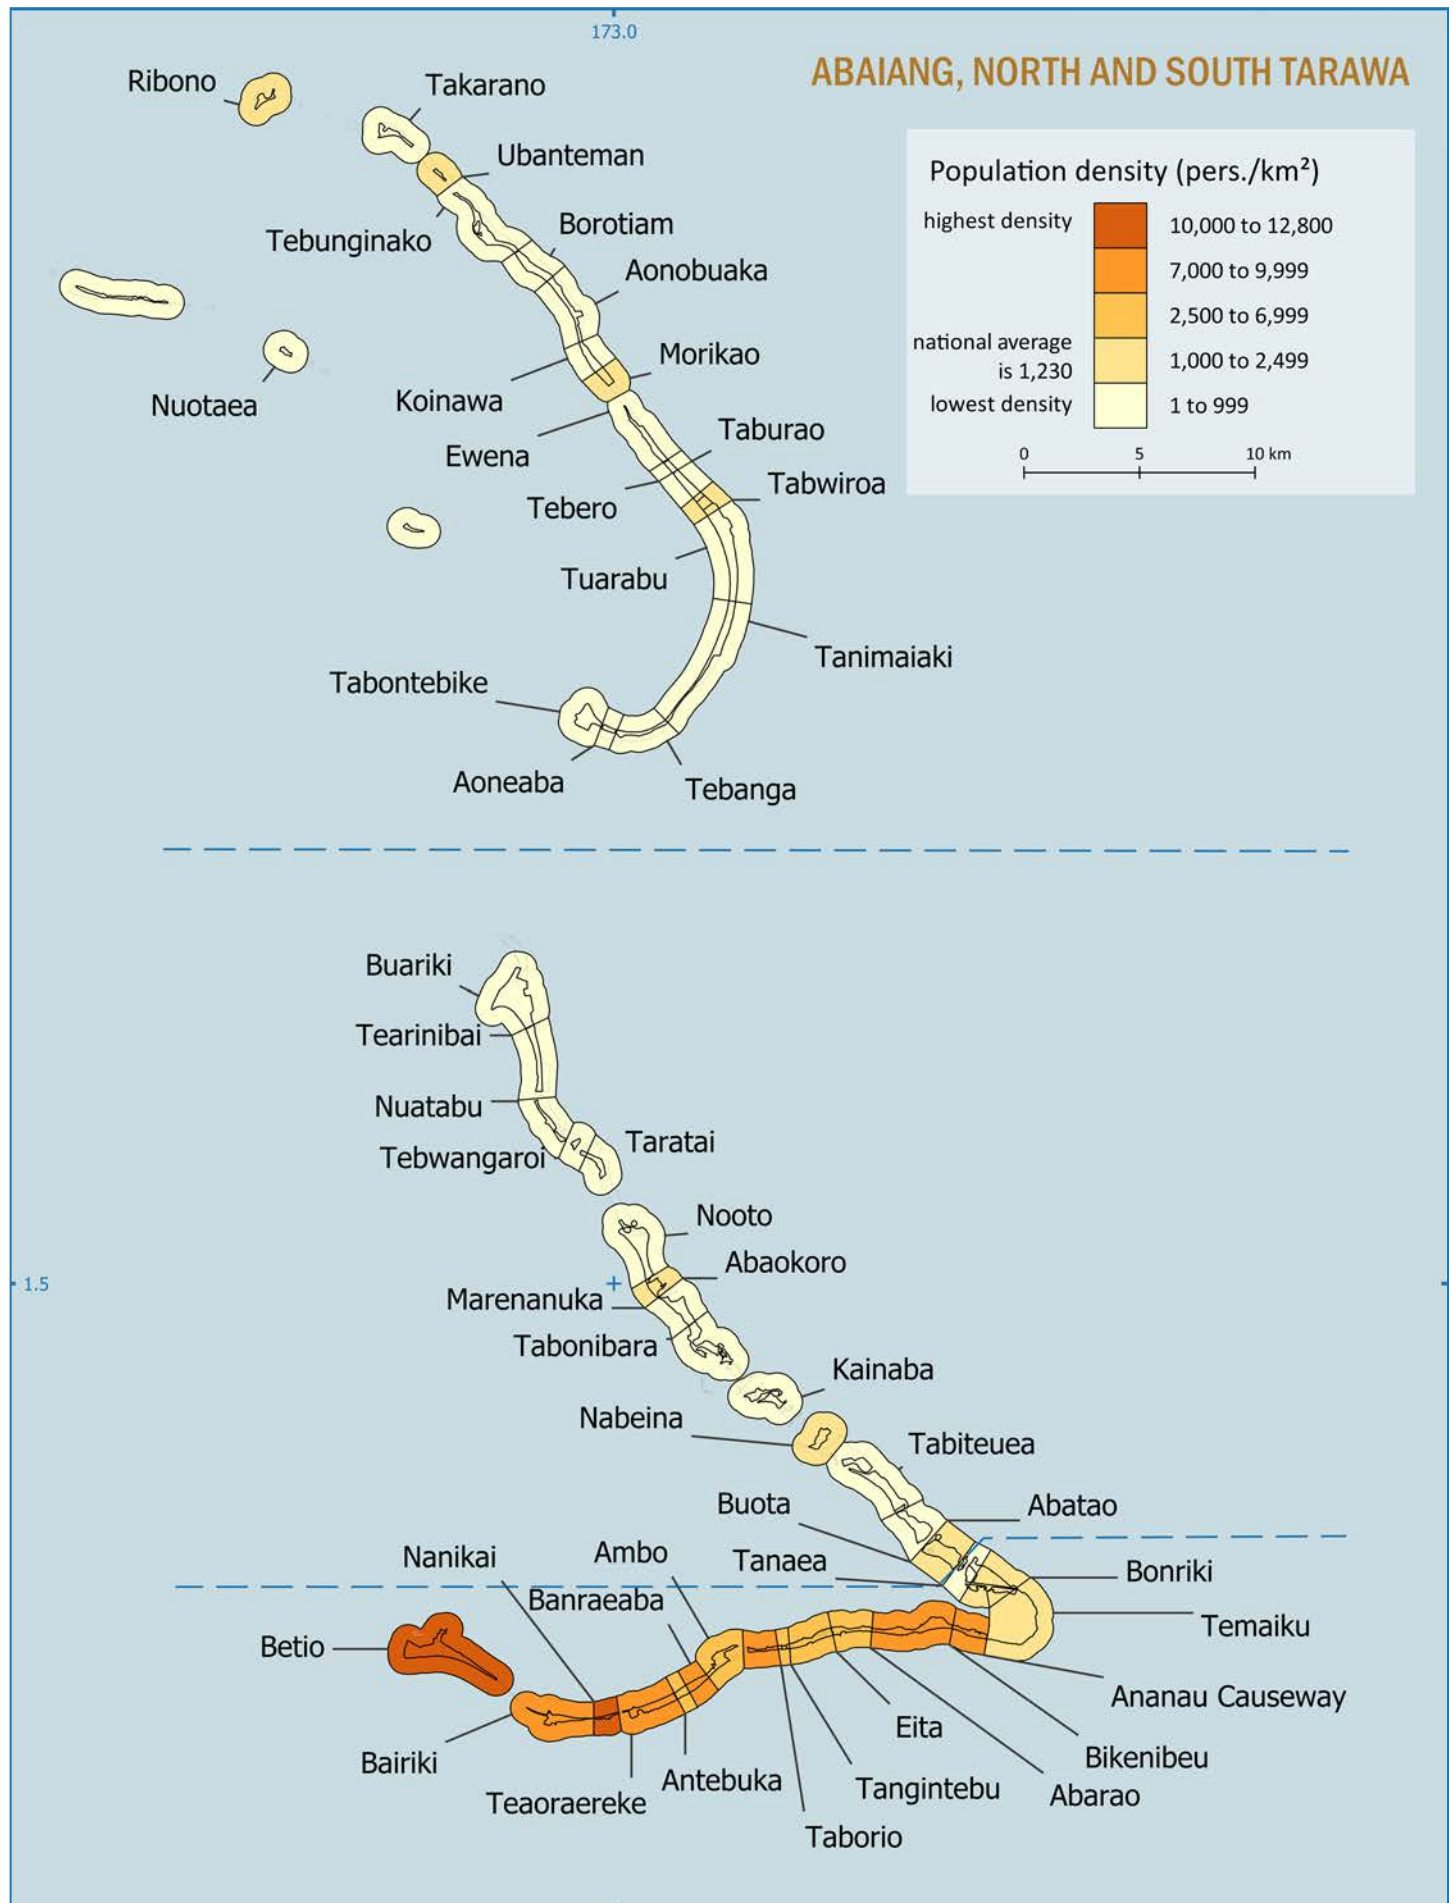 173.0
ABAIANG, NORTH AND SOUTH TARAWA
Ribono
Takarano
Ubanteman
Tebunginako
Borotiam
Aonobuaka
Nuotaea
Koinawa
Morikao
Ewena
Taburao
Tebero
Tabwiroa
Tuarabu
Tanimaiaki
Tabontebike
Aoneaba
Tebanga
Population density (pers./km²)
highest density
10,000 to 12,800
7,000 to 9,999
2,500 to 6,999
national average
is 1,230
1,000 to 2,499
lowest density
1 to 999
0 5 10 km
Buariki
Tearinibai
Nuatabu
Tebwangaroi
Taratai
Nooto
Abaokoro
1.5
Marenanuka
Tabonibara
Kainaba
Nabeina
Tabiteuea
Buota
Abatao
Nanikai
Ambo
Tanaea
Bonriki
Banraeaba
Betio
Temaiku
Ananau Causeway
Eita
Bikenibeu
Bairiki
Antebuka
Tangintebu
Abarao
Teaoraereke
Taborio